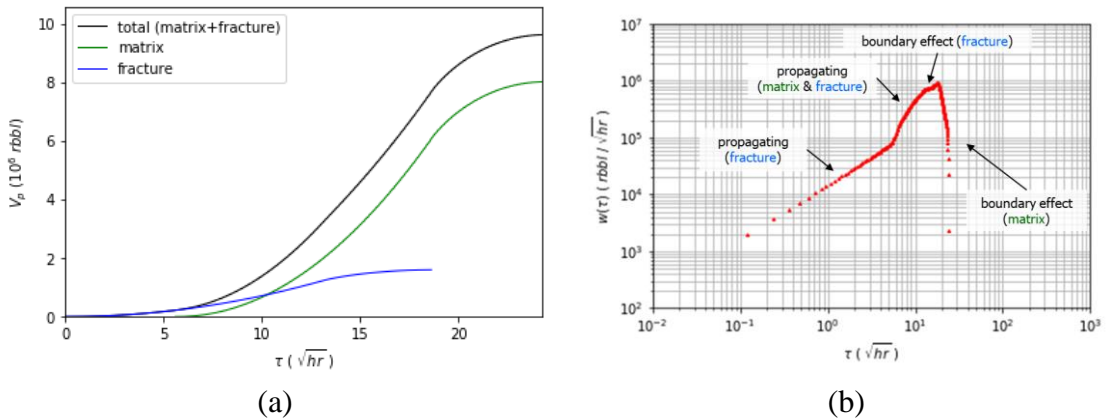 total (matrix+fracture)
matrix
fracture
10
8
6
4
2
0
V_p (10^6 rbbl)
0 5 10 15 20
τ ( √hr )
(a)
boundary effect (fracture)
propagating
(matrix & fracture)
propagating
(fracture)
boundary effect
(matrix)
10^7
10^6
10^5
10^4
10^3
10^2
w(τ) ( rbbl / √hr )
10^-2 10^-1 10^0 10^1 10^2 10^3
τ ( √hr )
(b)